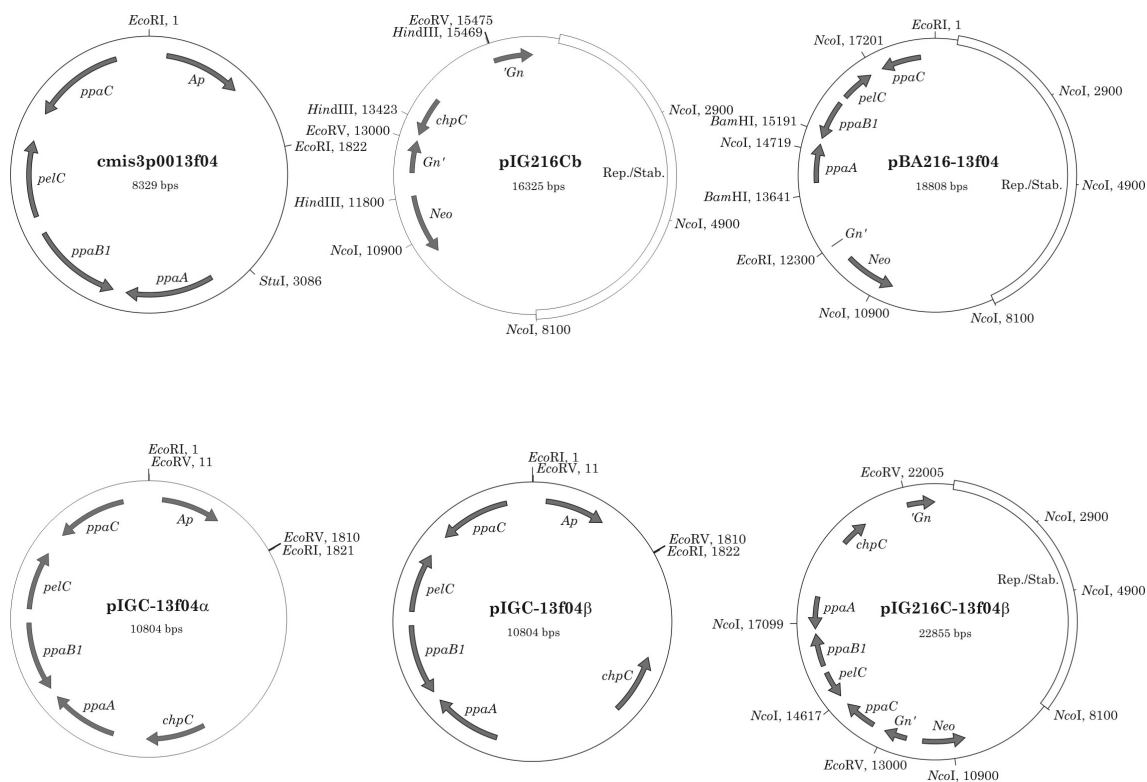 EcoRI, 1
Ap
ppaC
EcoRI, 1822
cmis3p0013f04
8329 bps
pelC
ppaB1
ppaA
StuI, 3086
EcoRV, 15475
HindIII, 15469
'Gn
NcoI, 2900
HindIII, 13423
chpC
EcoRV, 13000
Gn'
pIG216Cb
16325 bps
Rep./Stab.
HindIII, 11800
Neo
NcoI, 4900
NcoI, 10900
NcoI, 8100
EcoRI, 1
NcoI, 17201
ppaC
NcoI, 2900
pelC
BamHI, 15191
ppaB1
NcoI, 14719
pBA216-13f04
18808 bps
ppaA
Rep./Stab.
NcoI, 4900
BamHI, 13641
Gn'
EcoRI, 12300
Neo
NcoI, 10900
NcoI, 8100
EcoRI, 1
EcoRV, 11
Ap
ppaC
EcoRV, 1810
EcoRI, 1821
pelC
pIGC-13f04α
10804 bps
ppaB1
ppaA
chpC
EcoRI, 1
EcoRV, 11
Ap
ppaC
EcoRV, 1810
EcoRI, 1822
pelC
pIGC-13f04β
10804 bps
ppaB1
chpC
ppaA
EcoRV, 22005
'Gn
NcoI, 2900
chpC
Rep./Stab.
NcoI, 4900
ppaA
pIG216C-13f04β
22855 bps
NcoI, 17099
ppaB1
pelC
NcoI, 14617
ppaC
Gn'
Neo
NcoI, 8100
EcoRV, 13000
NcoI, 10900